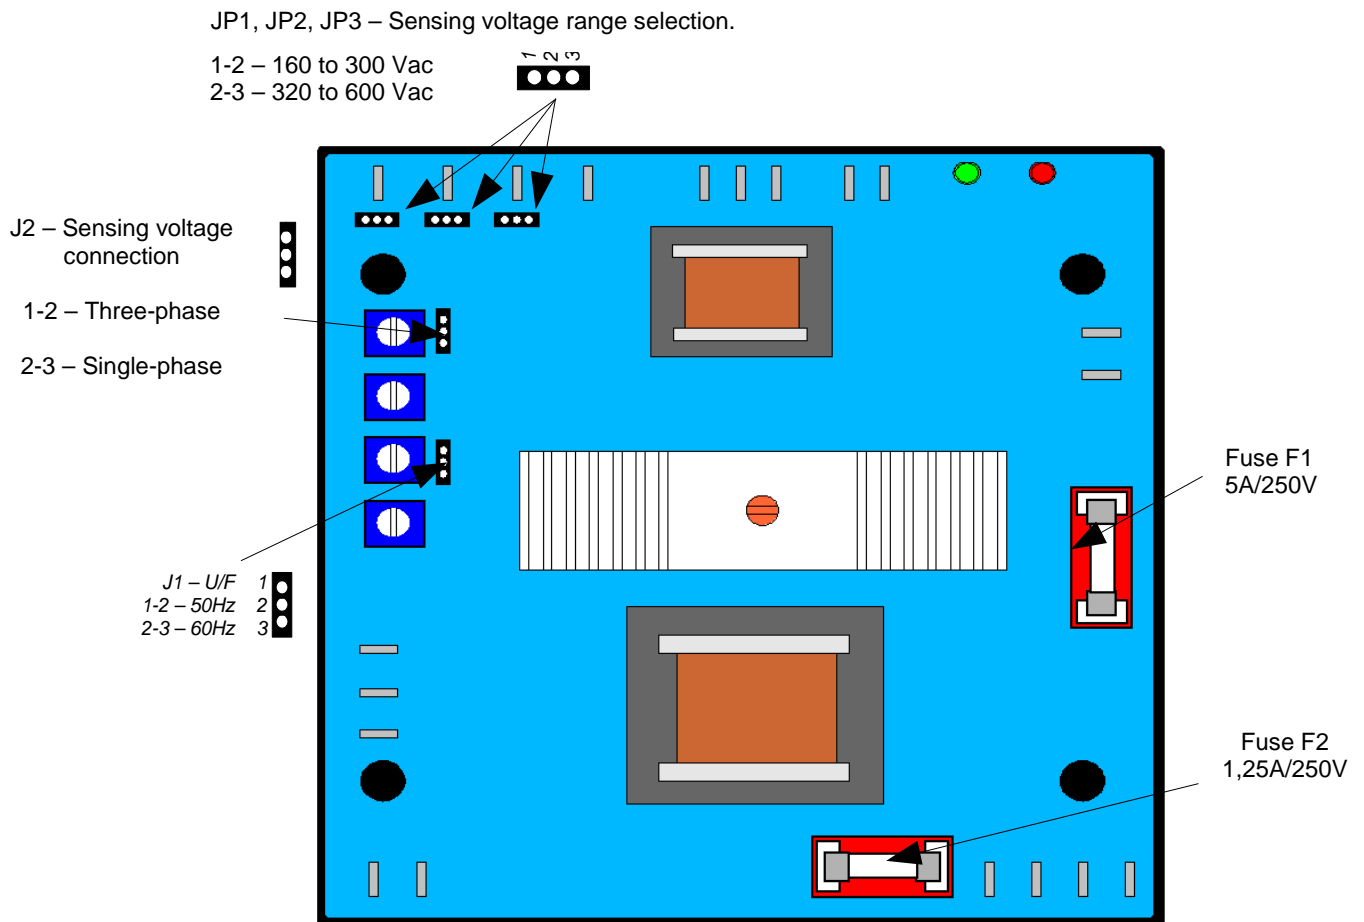 JP1, JP2, JP3 – Sensing voltage range selection.
1-2 – 160 to 300 Vac
2-3 – 320 to 600 Vac
1 2 3
J2 – Sensing voltage
connection
1-2 – Three-phase
2-3 – Single-phase
Fuse F1
5A/250V
J1 – U/F 1
1-2 – 50Hz 2
2-3 – 60Hz 3
Fuse F2
1,25A/250V